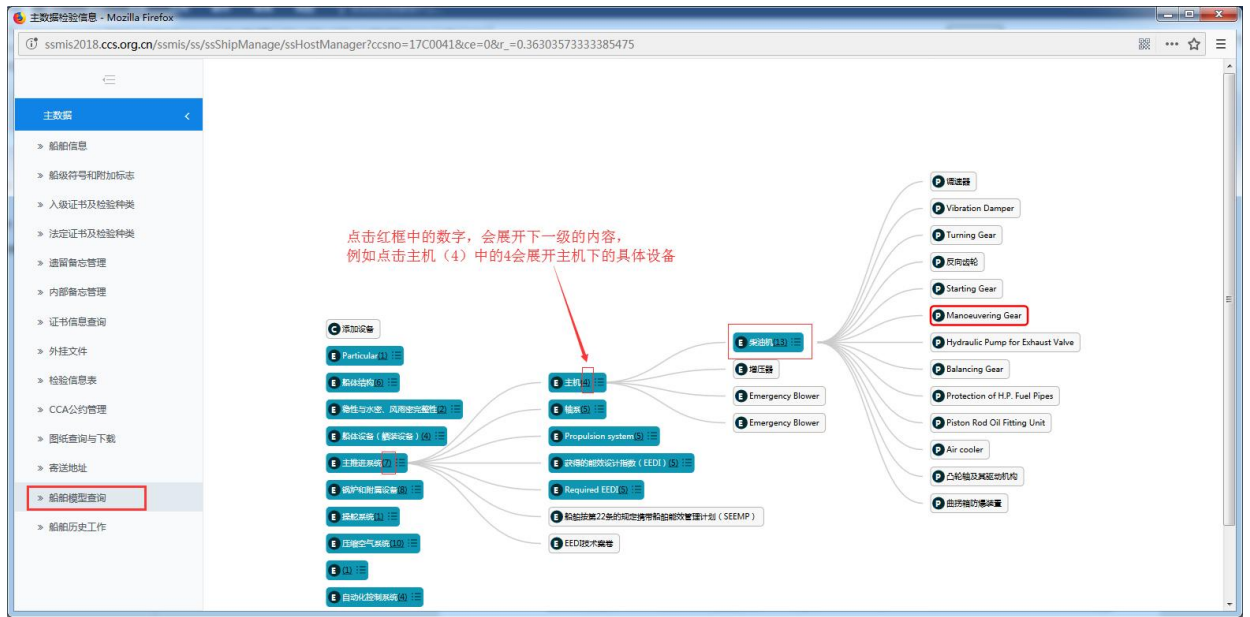 主数据检验信息 - Mozilla Firefox
ssmis2018.ccs.org.cn/ssmis/ss/ssShipManage/ssHostManager?ccsno=17C0041&ce=0&r_=0.36303573333385475
主数据
» 船舶信息
» 船级符号和附加标志
» 入级证书及检验种类
» 法定证书及检验种类
» 遗留备忘管理
» 内部备忘管理
» 证书信息查询
» 外挂文件
» 检验信息表
» CCA公约管理
» 图纸查询与下载
» 寄送地址
» 船舶模型查询
» 船舶历史工作
点击红框中的数字，会展开下一级的内容，
例如点击主机（4）中的4会展开主机下的具体设备
C 添加设备
E Particular(1)
E 船体结构(6)
E 稳性与水密、风雨密完整性(2)
E 船体设备（舾装设备）(4)
E 主推进系统(7)
E 锅炉和附属设备(8)
E 操舵系统(1)
E 压缩空气系统(10)
E (1)
E 自动化控制系统(4)
E 主机(4)
E 轴系(5)
E Propulsion system(5)
E 获得的能效设计指数（EEDI）(5)
E Required EEDI(5)
E 船舶按第22条的规定携带船舶能效管理计划（SEEMP）
E EEDI技术案卷
E 柴油机(13)
E 增压器
E Emergency Blower
E Emergency Blower
P 调速器
P Vibration Damper
P Turning Gear
P 反向齿轮
P Starting Gear
P Manoeuvering Gear
P Hydraulic Pump for Exhaust Valve
P Balancing Gear
P Protection of H.P. Fuel Pipes
P Piston Rod Oil Fitting Unit
P Air cooler
P 凸轮轴及其驱动机构
P 曲拐箱防爆装置